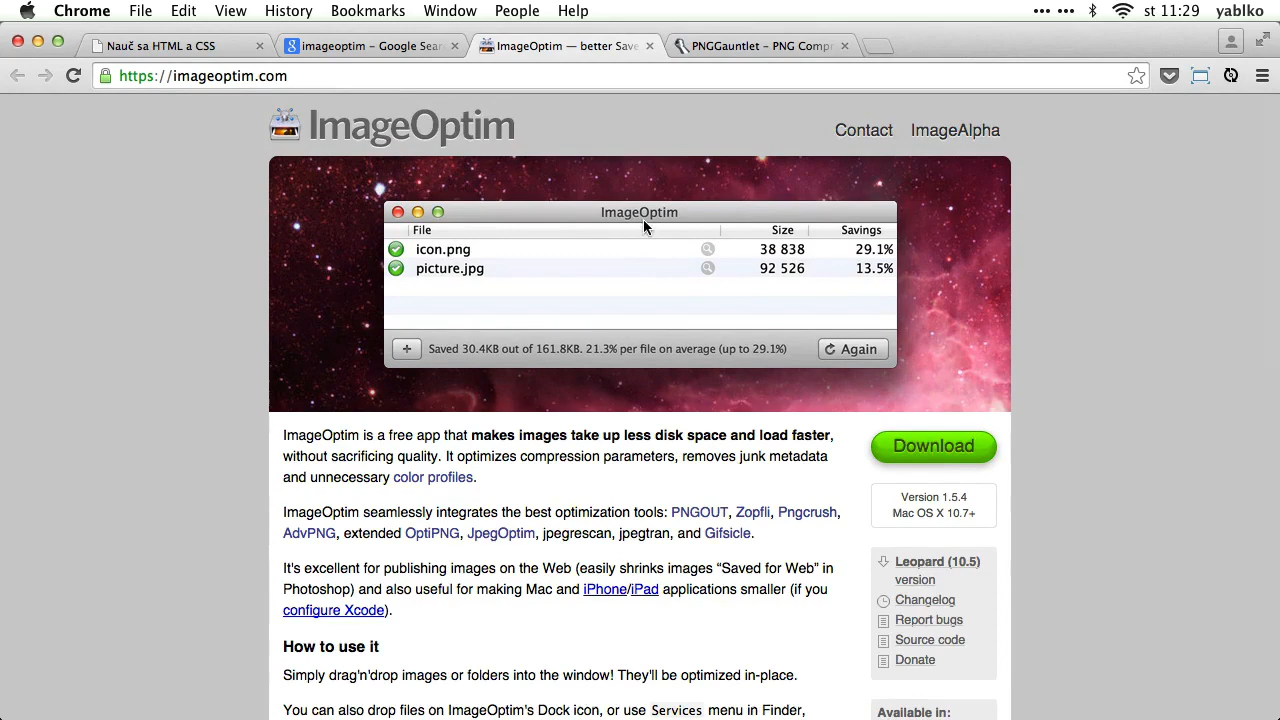 Chrome File Edit View History Bookmarks Window People Help st 11:29 yablko
Nauč sa HTML a CSS
imageoptim – Google Sear
ImageOptim — better Save
PNGGauntlet - PNG Compr
https://imageoptim.com
ImageOptim
Contact ImageAlpha
ImageOptim
File Size Savings
icon.png 38 838 29.1%
picture.jpg 92 526 13.5%
Saved 30.4KB out of 161.8KB. 21.3% per file on average (up to 29.1%)
Again
ImageOptim is a free app that makes images take up less disk space and load faster,
without sacrificing quality. It optimizes compression parameters, removes junk metadata
and unnecessary color profiles.
ImageOptim seamlessly integrates the best optimization tools: PNGOUT, Zopfli, Pngcrush,
AdvPNG, extended OptiPNG, JpegOptim, jpegrescan, jpegtran, and Gifsicle.
It's excellent for publishing images on the Web (easily shrinks images “Saved for Web” in
Photoshop) and also useful for making Mac and iPhone/iPad applications smaller (if you
configure Xcode).
How to use it
Simply drag'n'drop images or folders into the window! They'll be optimized in-place.
You can also drop files on ImageOptim's Dock icon, or use Services menu in Finder,
Download
Version 1.5.4
Mac OS X 10.7+
Leopard (10.5)
version
Changelog
Report bugs
Source code
Donate
Available in: